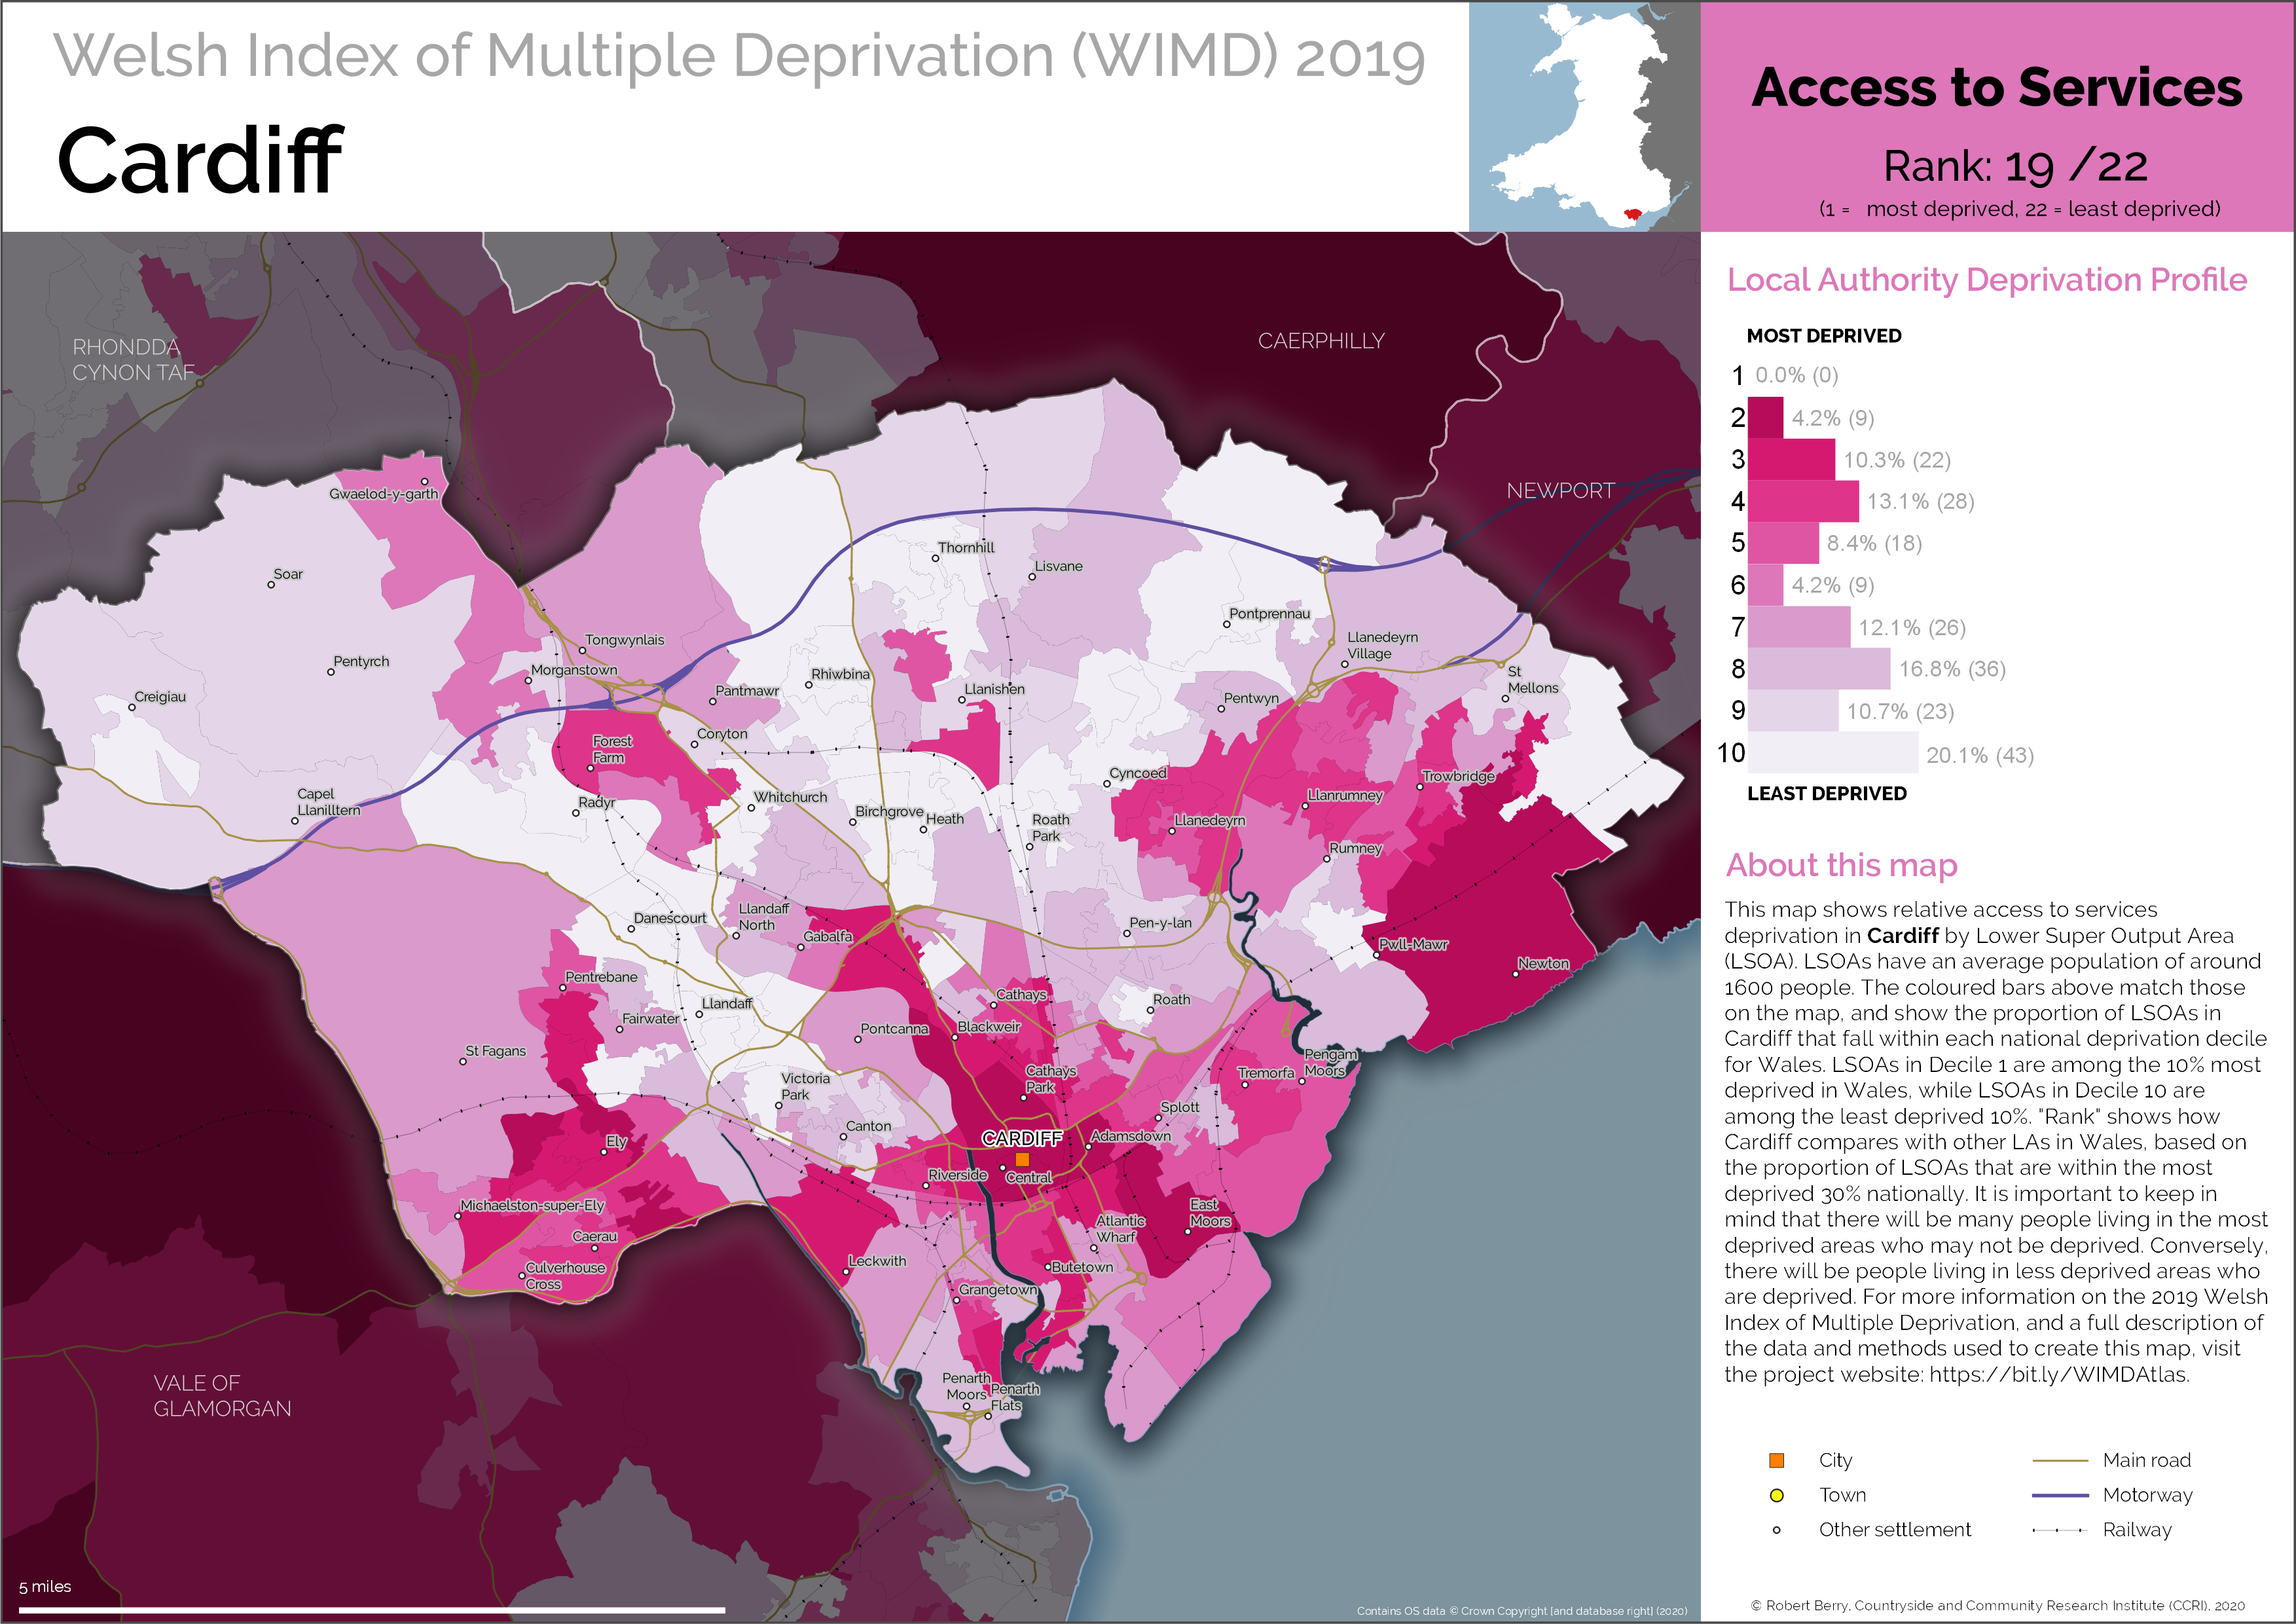 Welsh Index of Multiple Deprivation (WIMD) 2019
Cardiff
Access to Services
Rank: 19 /22
(1 = most deprived, 22 = least deprived)
Local Authority Deprivation Profile
MOST DEPRIVED
1 0.0% (0)
2 4.2% (9)
3 10.3% (22)
4 13.1% (28)
5 8.4% (18)
6 4.2% (9)
7 12.1% (26)
8 16.8% (36)
9 10.7% (23)
10 20.1% (43)
LEAST DEPRIVED
About this map
This map shows relative access to services
deprivation in Cardiff by Lower Super Output Area
(LSOA). LSOAs have an average population of around
1600 people. The coloured bars above match those
on the map, and show the proportion of LSOAs in
Cardiff that fall within each national deprivation decile
for Wales. LSOAs in Decile 1 are among the 10% most
deprived in Wales, while LSOAs in Decile 10 are
among the least deprived 10%. "Rank" shows how
Cardiff compares with other LAs in Wales, based on
the proportion of LSOAs that are within the most
deprived 30% nationally. It is important to keep in
mind that there will be many people living in the most
deprived areas who may not be deprived. Conversely,
there will be people living in less deprived areas who
are deprived. For more information on the 2019 Welsh
Index of Multiple Deprivation, and a full description of
the data and methods used to create this map, visit
the project website: https://bit.ly/WIMDAtlas.
City
Town
Other settlement
Main road
Motorway
Railway
© Robert Berry, Countryside and Community Research Institute (CCRI), 2020
RHONDDA
CYNON TAF
CAERPHILLY
NEWPORT
VALE OF
GLAMORGAN
Gwaelod-y-garth
Soar
Thornhill
Lisvane
Pontprennau
Tongwynlais
Llanedeyrn
Village
Pentyrch
Morganstown
Rhiwbina
Creigiau
Pantmawr
Llanishen
Pentwyn
St
Mellons
Coryton
Forest
Farm
Cyncoed
Trowbridge
Capel
Llanilltern
Radyr
Whitchurch
Birchgrove
Heath
Roath
Park
Llanrumney
Llanedeyrn
Rumney
Danescourt
Llandaff
North
Gabalfa
Pen-y-lan
Pwll-Mawr
Newton
Pentrebane
Fairwater
Llandaff
Cathays
Roath
Pontcanna
Blackweir
St Fagans
Victoria
Park
Cathays
Park
Pengam
Moors
Tremorfa
Splott
Canton
CARDIFF
Adamsdown
Ely
Riverside
Central
Michaelston-super-Ely
East
Moors
Atlantic
Wharf
Caerau
Culverhouse
Cross
Leckwith
Butetown
Grangetown
Penarth
Moors
Penarth
Flats
5 miles
Contains OS data © Crown Copyright [and database right] (2020)